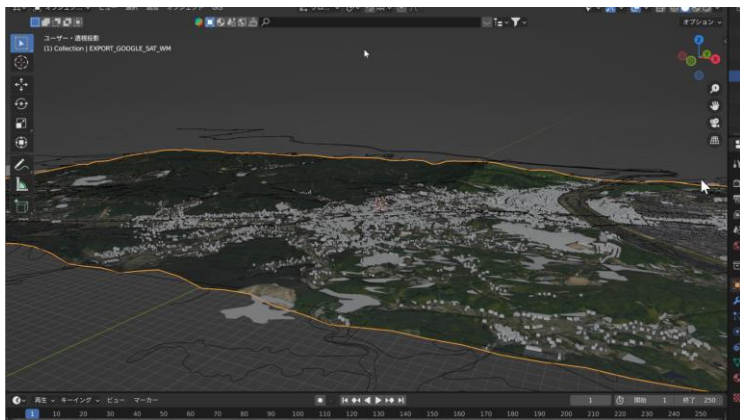 オプション
ユーザー・透視投影
(1) Collection | EXPORT_GOOGLE_SAT_WM
Z
再生 キーイング ビュー マーカー
1 開始 1 終了 250
1 10 20 30 40 50 60 70 80 90 100 110 120 130 140 150 160 170 180 190 200 210 220 230 240 250